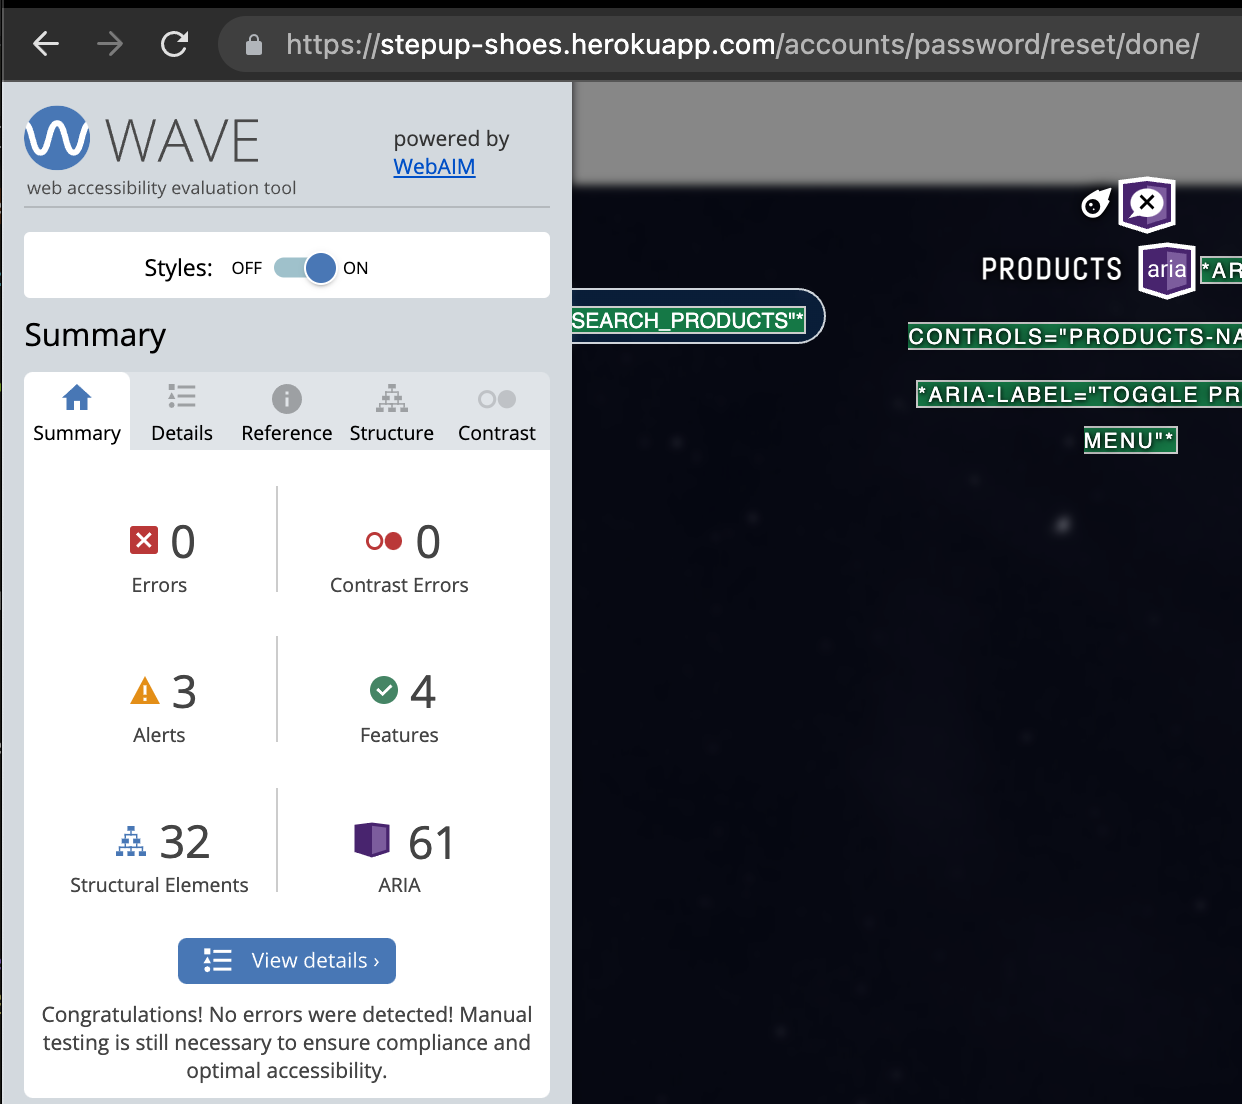 https://stepup-shoes.herokuapp.com/accounts/password/reset/done/
WAVE
web accessibility evaluation tool
powered by
WebAIM
Styles: OFF ON
Summary
Summary Details Reference Structure Contrast
0 0
Errors Contrast Errors
3 4
Alerts Features
32 61
Structural Elements ARIA
View details ›
Congratulations! No errors were detected! Manual
testing is still necessary to ensure compliance and
optimal accessibility.
SEARCH_PRODUCTS"*
PRODUCTS aria *AR
CONTROLS="PRODUCTS-NA
*ARIA-LABEL="TOGGLE PR
MENU"*